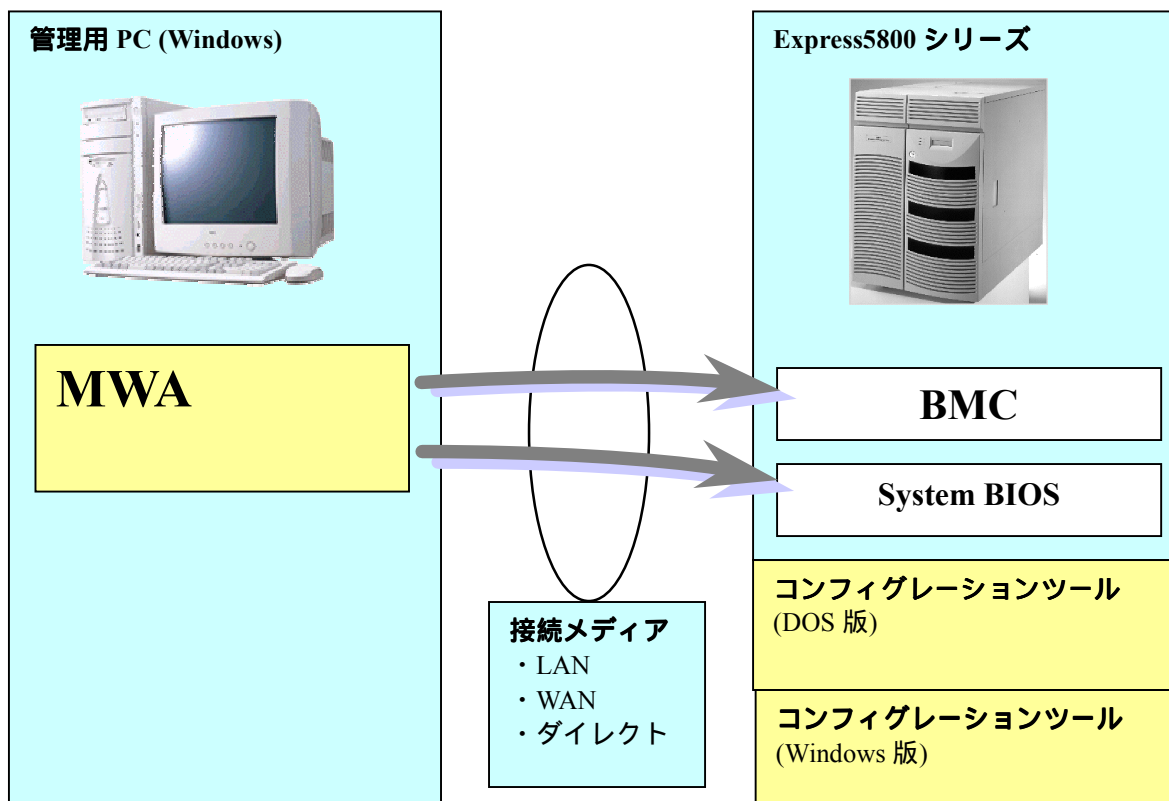 管理用 PC (Windows)
MWA
接続メディア
・LAN
・WAN
・ダイレクト
Express5800 シリーズ
BMC
System BIOS
コンフィグレーションツール
(DOS 版)
コンフィグレーションツール
(Windows 版)